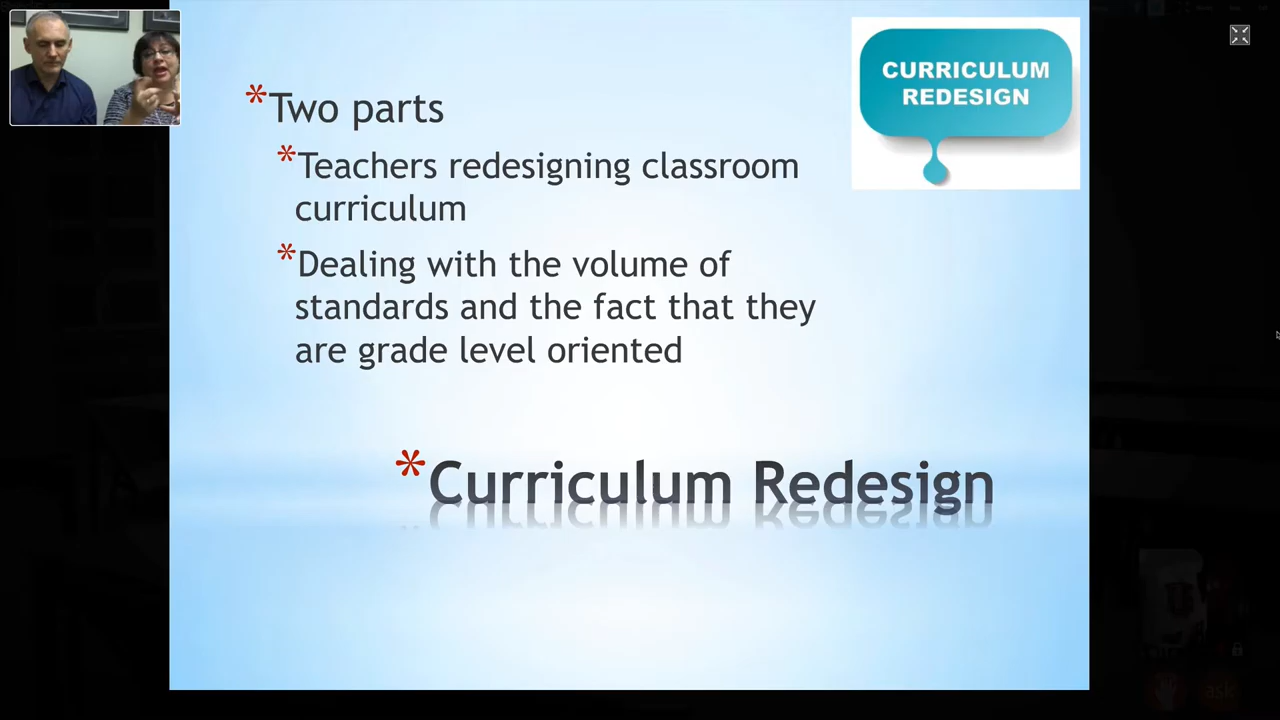 CURRICULUM
REDESIGN
*Two parts
*Teachers redesigning classroom
curriculum
*Dealing with the volume of
standards and the fact that they
are grade level oriented
*Curriculum Redesign
ask